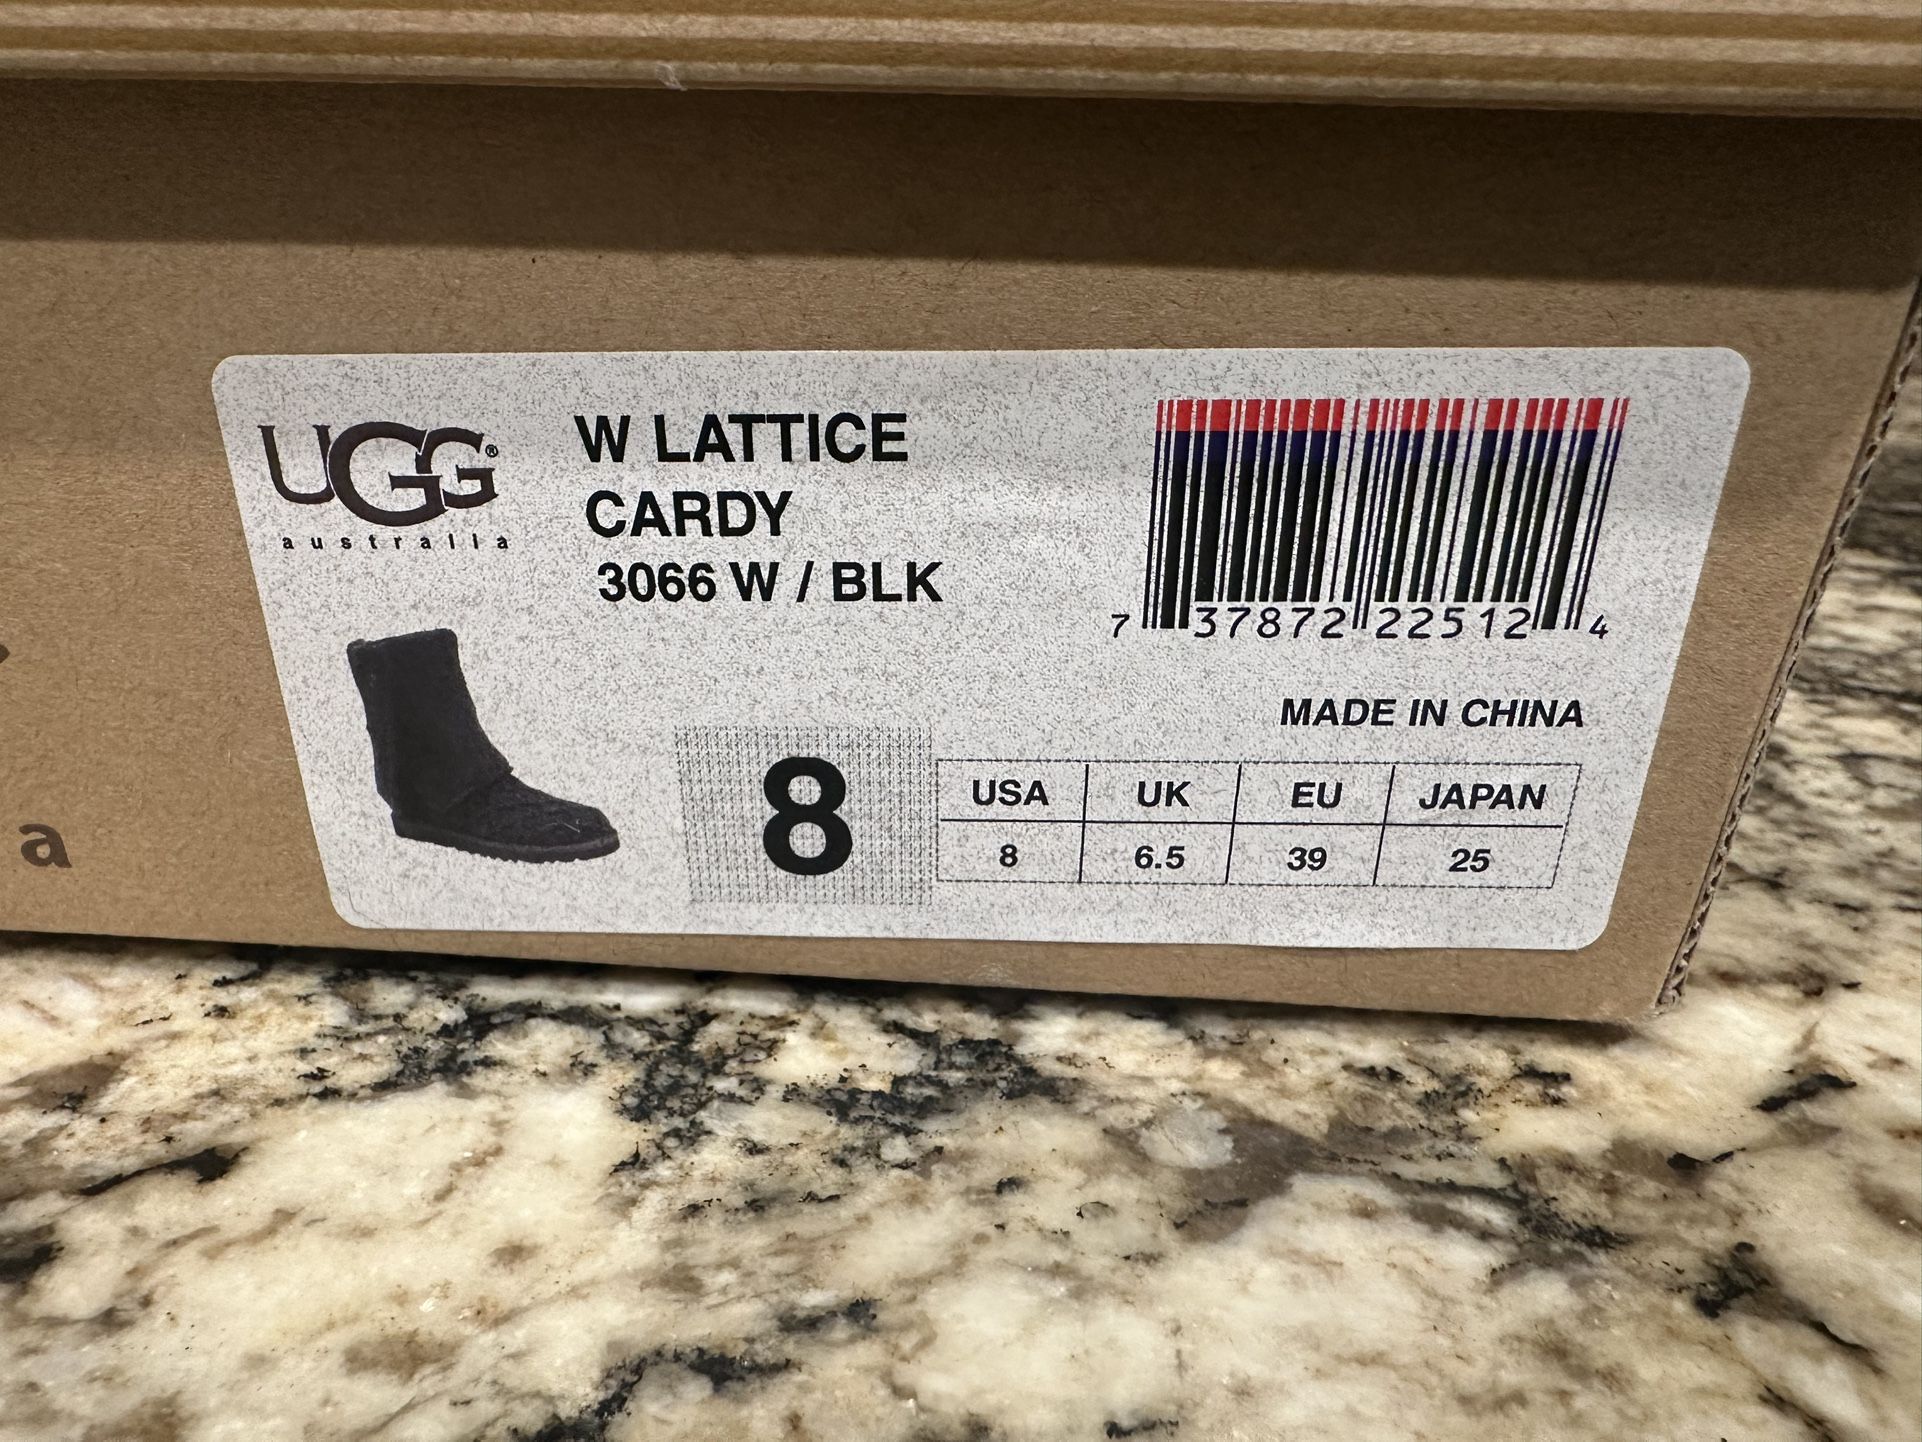 UGG®
australia
W LATTICE
CARDY
3066 W / BLK
7 37872 22512 4
MADE IN CHINA
8
USA UK EU JAPAN
8 6.5 39 25
a